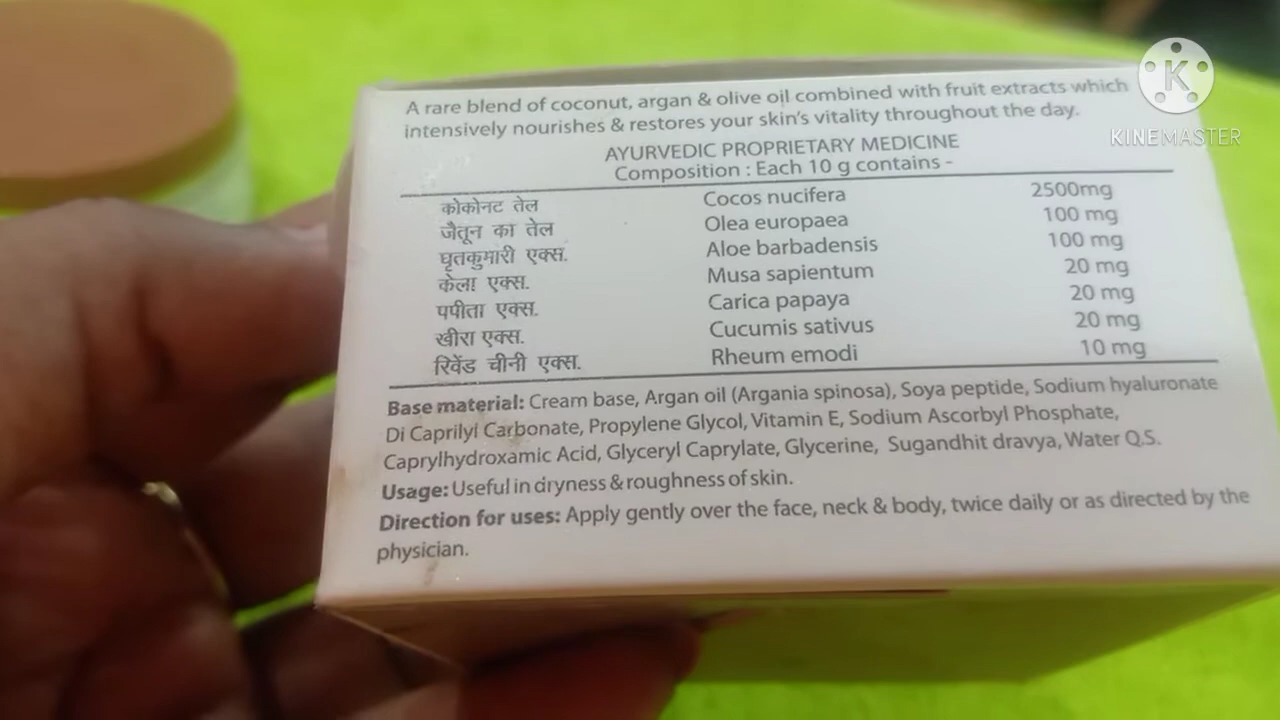 A rare blend of coconut, argan & olive oil combined with fruit extracts which
intensively nourishes & restores your skin's vitality throughout the day.
AYURVEDIC PROPRIETARY MEDICINE
Composition : Each 10 g contains -
कोकोनट तेल Cocos nucifera 2500mg
जैतून का तेल Olea europaea 100 mg
घृतकुमारी एक्स. Aloe barbadensis 100 mg
केला एक्स. Musa sapientum 20 mg
पपीता एक्स. Carica papaya 20 mg
खीरा एक्स. Cucumis sativus 20 mg
रिवेंड चीनी एक्स. Rheum emodi 10 mg
Base material: Cream base, Argan oil (Argania spinosa), Soya peptide, Sodium hyaluronate
Di Caprilyl Carbonate, Propylene Glycol, Vitamin E, Sodium Ascorbyl Phosphate,
Caprylhydroxamic Acid, Glyceryl Caprylate, Glycerine, Sugandhit dravya, Water Q.S.
Usage: Useful in dryness & roughness of skin.
Direction for uses: Apply gently over the face, neck & body, twice daily or as directed by the
physician.
K
KINEMASTER